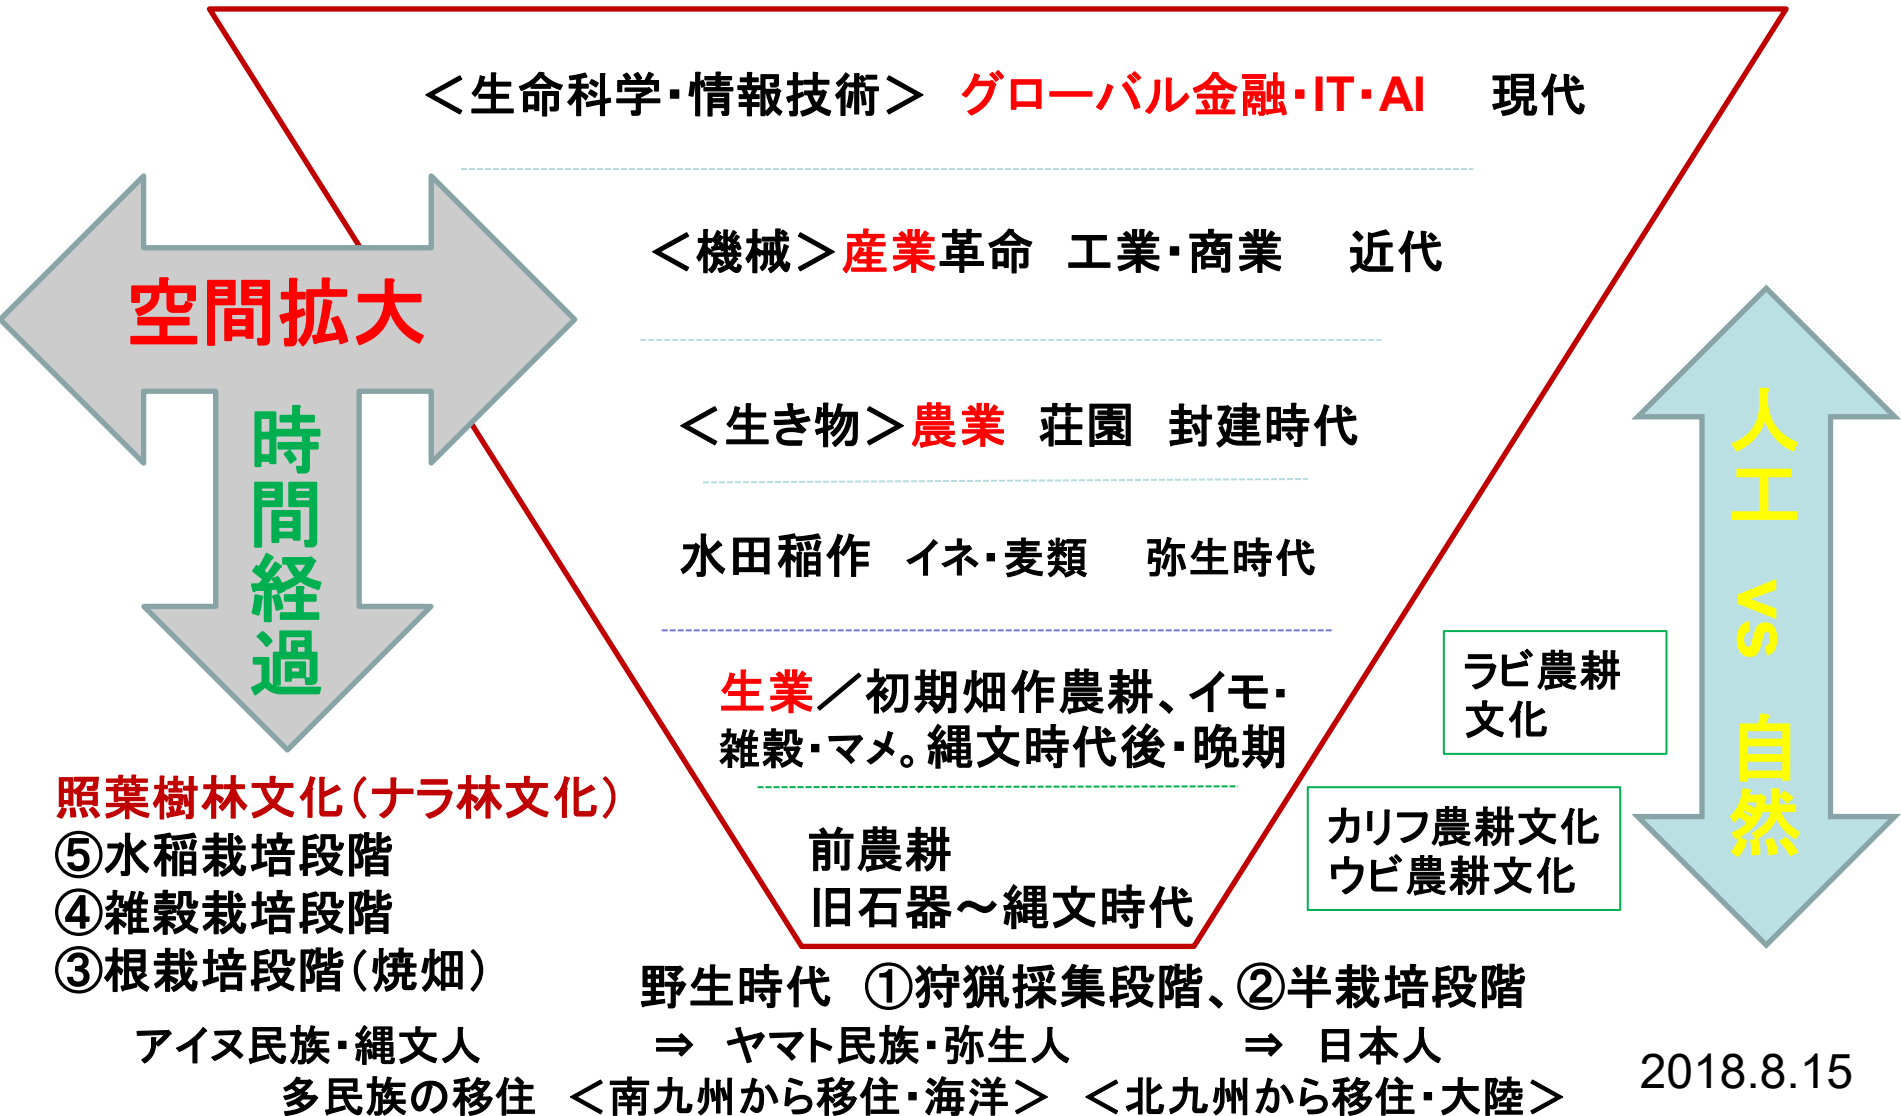 ＜生命科学・情報技術＞ グローバル金融・IT・AI 現代
＜機械＞産業革命 工業・商業 近代
空間拡大
時間経過
＜生き物＞農業 荘園 封建時代
水田稲作 イネ・麦類 弥生時代
生業／初期畑作農耕、イモ・
雑穀・マメ。縄文時代後・晩期
前農耕
旧石器～縄文時代
人工 vs 自然
ラビ農耕
文化
カリフ農耕文化
ウビ農耕文化
照葉樹林文化（ナラ林文化）
⑤水稲栽培段階
④雑穀栽培段階
③根栽培段階（焼畑）
野生時代 ①狩猟採集段階、②半栽培段階
アイヌ民族・縄文人 ⇒ ヤマト民族・弥生人 ⇒ 日本人
多民族の移住 ＜南九州から移住・海洋＞ ＜北九州から移住・大陸＞
2018.8.15